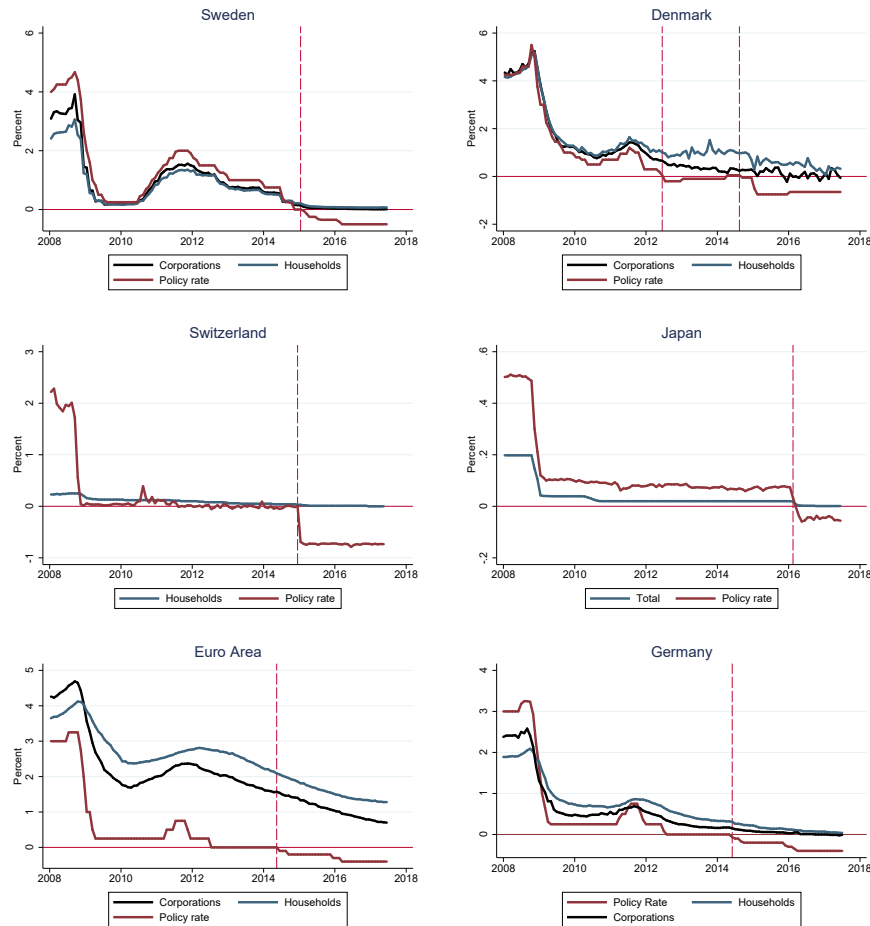 Sweden
Percent
6
4
2
0
2008 2010 2012 2014 2016 2018
Corporations Households
Policy rate
Denmark
Percent
6
4
2
0
-2
2008 2010 2012 2014 2016 2018
Corporations Households
Policy rate
Switzerland
Percent
3
2
1
0
-1
2008 2010 2012 2014 2016 2018
Households Policy rate
Japan
Percent
.6
.4
.2
0
-.2
2008 2010 2012 2014 2016 2018
Total Policy rate
Euro Area
Percent
5
4
3
2
1
0
2008 2010 2012 2014 2016 2018
Corporations Households
Policy rate
Germany
Percent
4
3
2
1
0
2008 2010 2012 2014 2016 2018
Policy Rate Households
Corporations